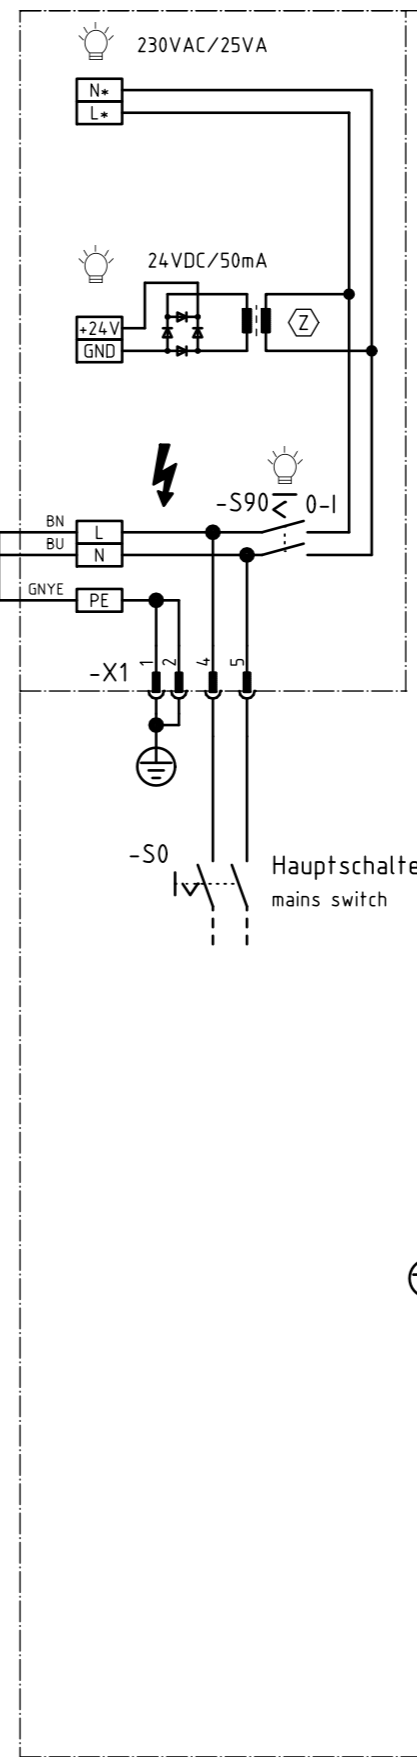 230VAC/25VA
N*
L*
24VDC/50mA
+24V
GND
Z
-S90 0-I
BN L
BU N
GNYE PE
-X1 1 2 4 5
-S0
Hauptschalte
mains switch